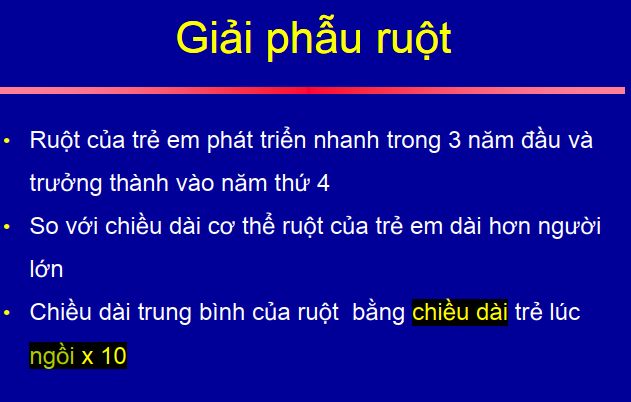 Giải phẫu ruột
• Ruột của trẻ em phát triển nhanh trong 3 năm đầu và
trưởng thành vào năm thứ 4
• So với chiều dài cơ thể ruột của trẻ em dài hơn người
lớn
• Chiều dài trung bình của ruột bằng chiều dài trẻ lúc
ngồi x 10